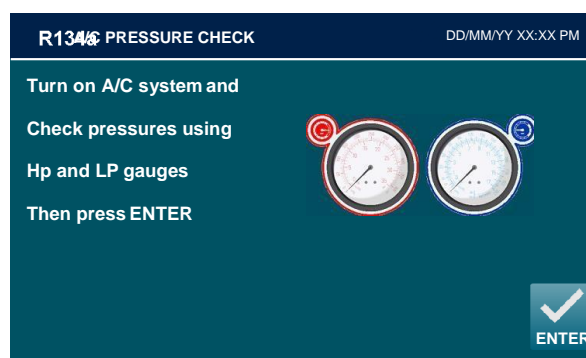 R134a A/C PRESSURE CHECK
DD/MM/YY XX:XX PM
Turn on A/C system and
Check pressures using
Hp and LP gauges
Then press ENTER
ENTER